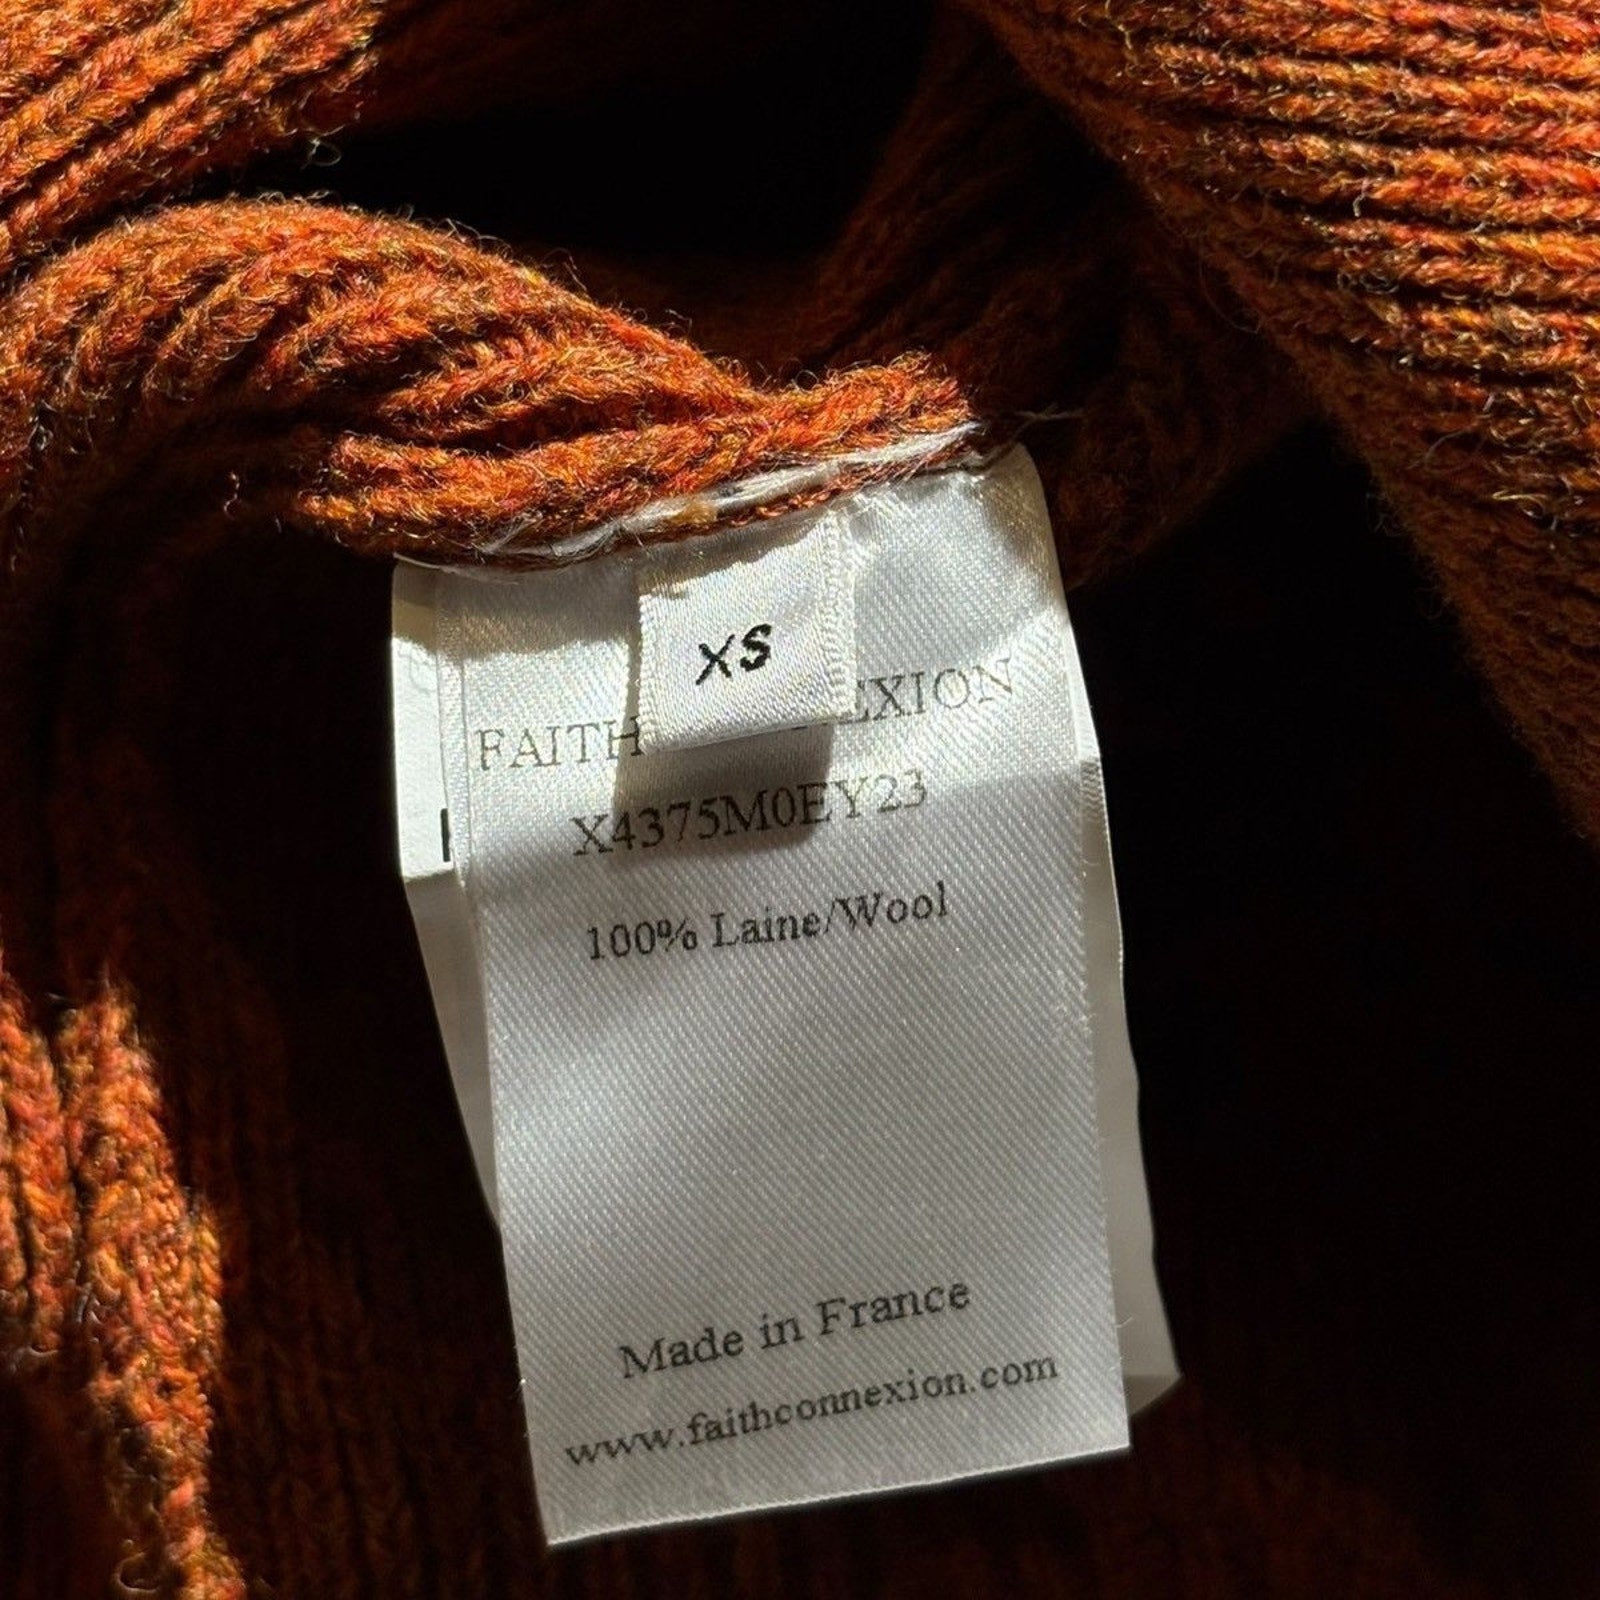 XS
FAITH EXION
X4375M0EY23
100% Laine/Wool
Made in France
www.faithconnexion.com